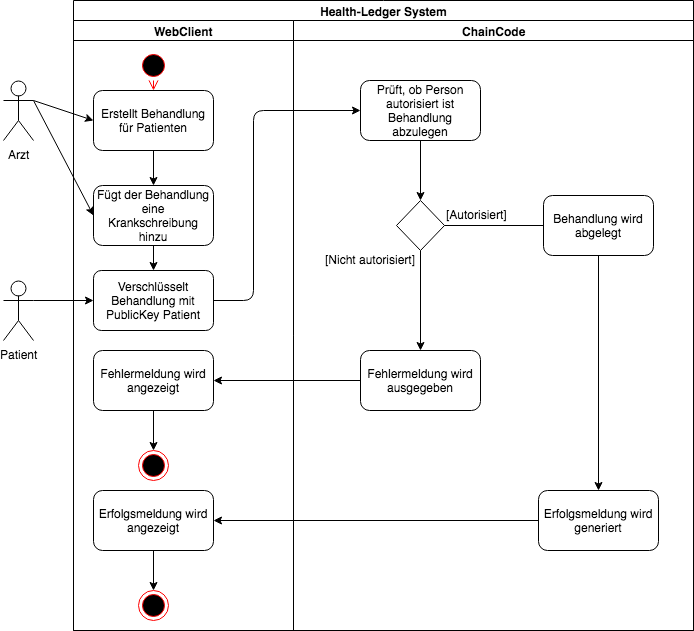 Health-Ledger System
WebClient
ChainCode
Arzt
Erstellt Behandlung
für Patienten
Fügt der Behandlung
eine
Krankschreibung
hinzu
Patient
Verschlüsselt
Behandlung mit
PublicKey Patient
Prüft, ob Person
autorisiert ist
Behandlung
abzulegen
[Autorisiert]
Behandlung wird
abgelegt
[Nicht autorisiert]
Fehlermeldung wird
angezeigt
Fehlermeldung wird
ausgegeben
Erfolgsmeldung wird
angezeigt
Erfolgsmeldung wird
generiert